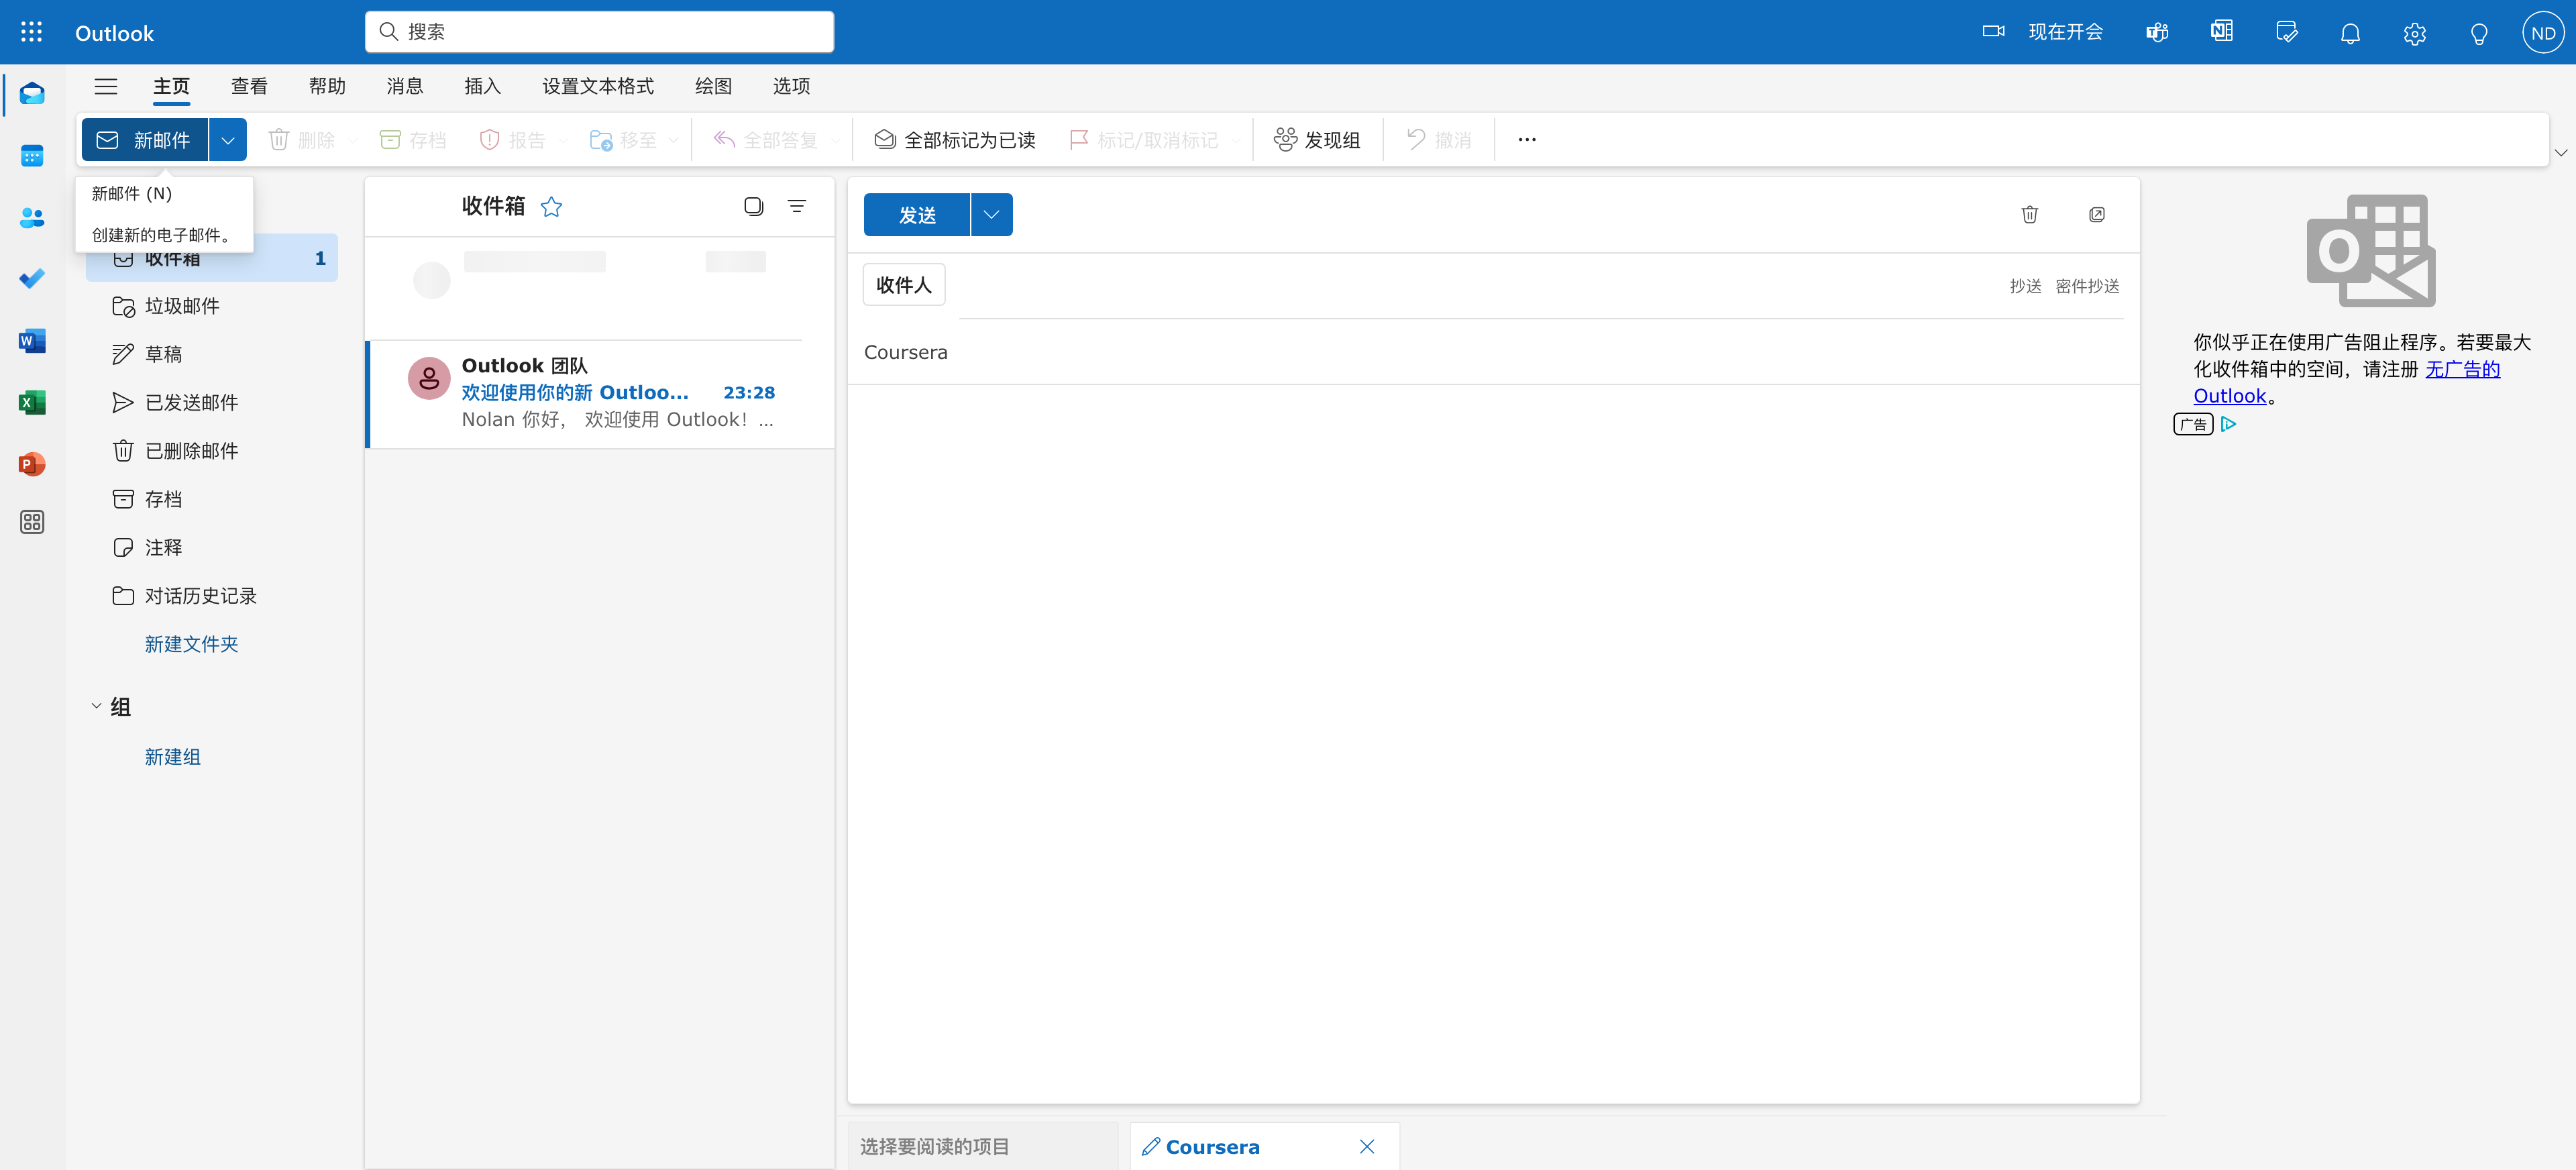 Outlook
搜索
现在开会
ND
主页
查看
帮助
消息
插入
设置文本格式
绘图
选项
新邮件
删除
存档
报告
移至
全部答复
全部标记为已读
标记/取消标记
发现组
撤消
新邮件 (N)
创建新的电子邮件。
收件箱
1
垃圾邮件
草稿
已发送邮件
已删除邮件
存档
注释
对话历史记录
新建文件夹
组
新建组
收件箱
Outlook 团队
欢迎使用你的新 Outloo...
23:28
Nolan 你好， 欢迎使用 Outlook！...
发送
收件人
抄送
密件抄送
Coursera
选择要阅读的项目
Coursera
你似乎正在使用广告阻止程序。若要最大
化收件箱中的空间，请注册 无广告的
Outlook。
广告